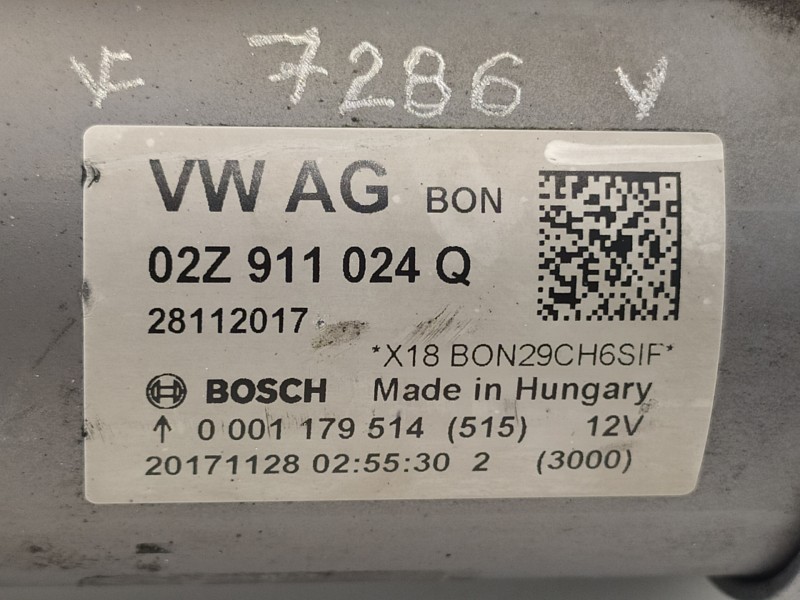 7286
VW AG BON
02Z 911 024 Q
28112017
*X18 BON29CH6SIF*
BOSCH Made in Hungary
↑ 0 001 179 514 (515) 12V
20171128 02:55:30 2 (3000)